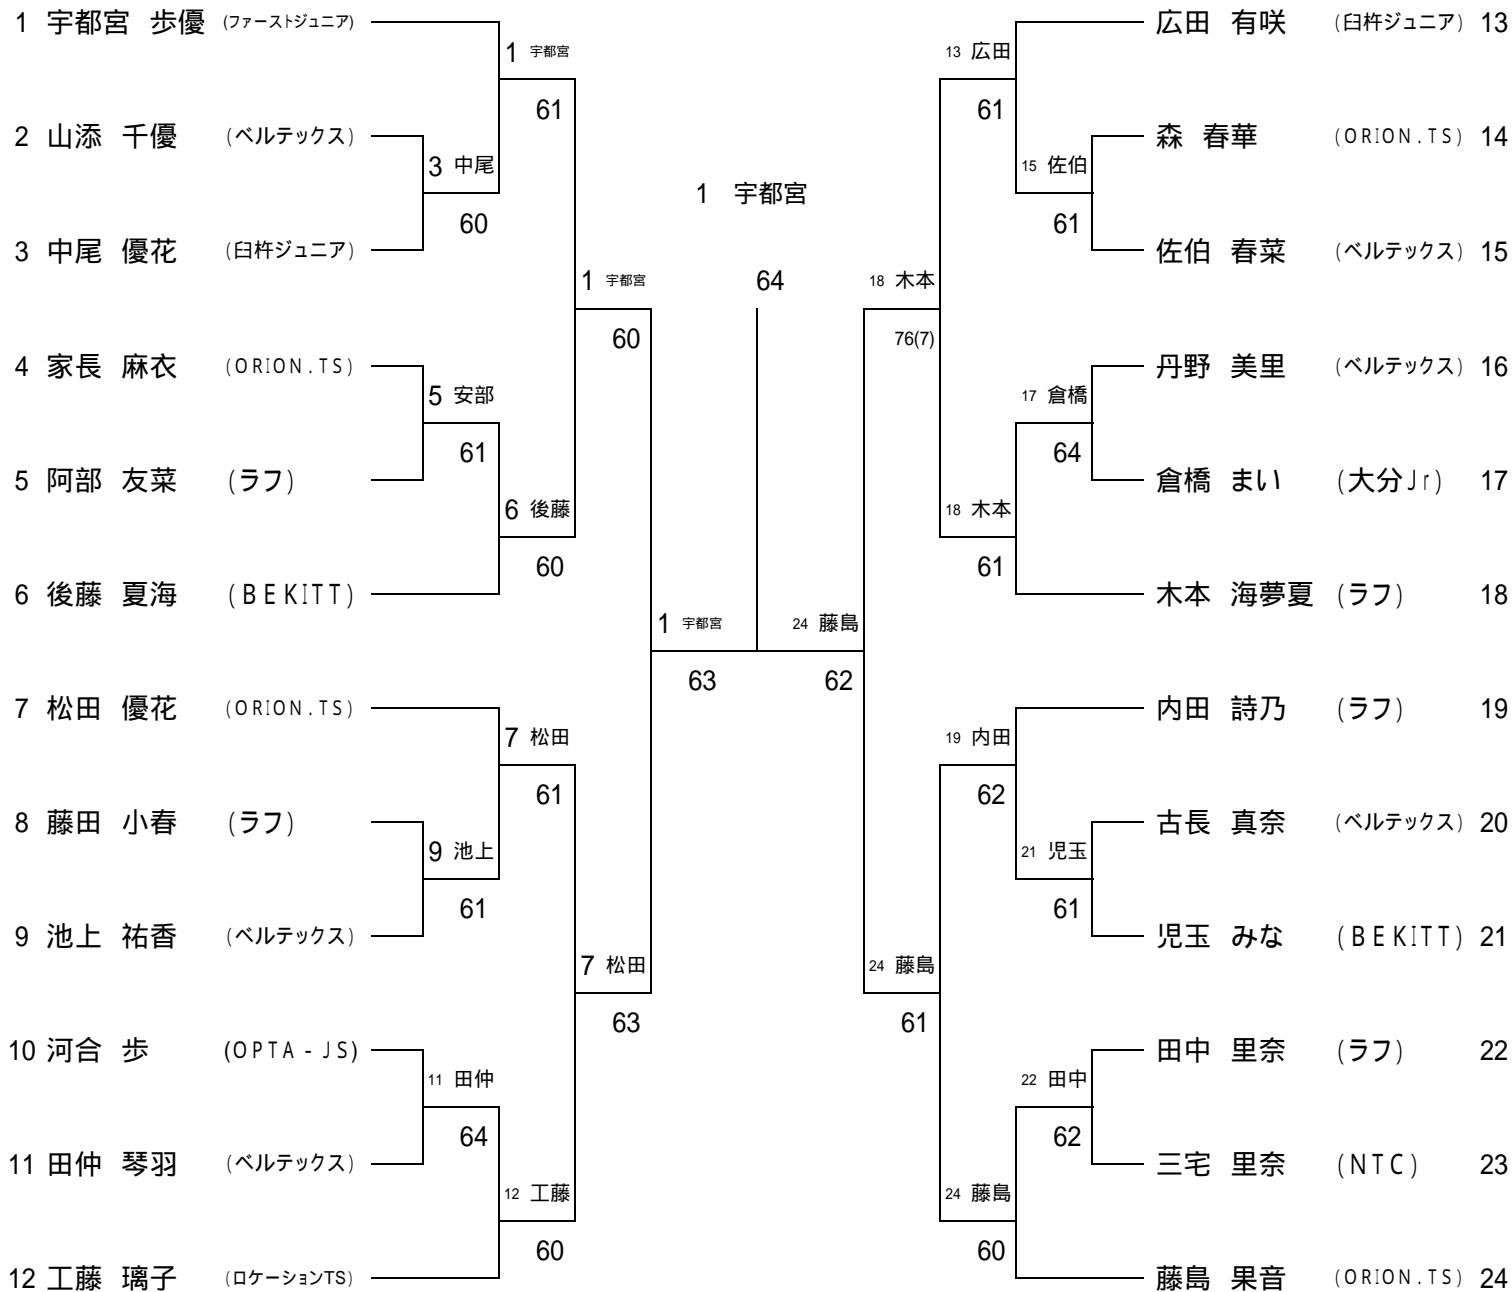 1 宇都宮 歩優 (ファーストジュニア)
1 宇都宮
61
2 山添 千優 (ベルテックス)
3 中尾
60
3 中尾 優花 (臼杵ジュニア)
1 宇都宮
60
4 家長 麻衣 (ORION.TS)
5 安部
61
5 阿部 友菜 (ラフ)
6 後藤
60
6 後藤 夏海 (BEKITT)
1 宇都宮
63
7 松田 優花 (ORION.TS)
7 松田
61
8 藤田 小春 (ラフ)
9 池上
61
9 池上 祐香 (ベルテックス)
7 松田
63
10 河合 歩 (OPTA-JS)
11 田仲
64
11 田仲 琴羽 (ベルテックス)
12 工藤
60
12 工藤 璃子 (ロケーションTS)
1 宇都宮
64
広田 有咲 (臼杵ジュニア) 13
13 広田
61
森 春華 (ORION.TS) 14
15 佐伯
61
佐伯 春菜 (ベルテックス) 15
18 木本
76(7)
丹野 美里 (ベルテックス) 16
17 倉橋
64
倉橋 まい (大分Jr) 17
18 木本
61
木本 海夢夏 (ラフ) 18
24 藤島
62
内田 詩乃 (ラフ) 19
19 内田
62
古長 真奈 (ベルテックス) 20
21 児玉
61
児玉 みな (BEKITT) 21
24 藤島
61
田中 里奈 (ラフ) 22
22 田中
62
三宅 里奈 (NTC) 23
24 藤島
60
藤島 果音 (ORION.TS) 24